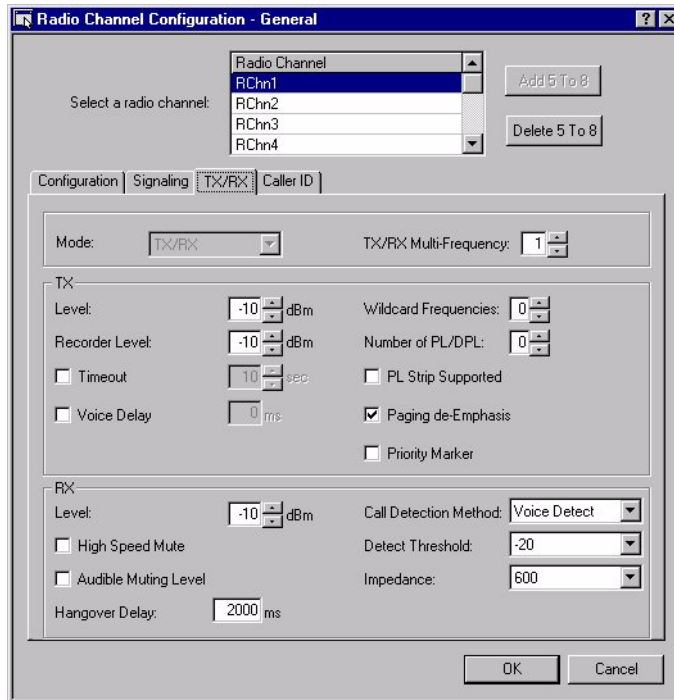 Radio Channel Configuration - General
Select a radio channel:
Radio Channel
RChn1
RChn2
RChn3
RChn4
Add 5 To 8
Delete 5 To 8
Configuration Signaling TX/RX Caller ID
Mode: TX/RX TX/RX Multi-Frequency: 1
TX
Level: -10 dBm Wildcard Frequencies: 0
Recorder Level: -10 dBm Number of PL/DPL: 0
Timeout 10 sec PL Strip Supported
Voice Delay 0 ms Paging de-Emphasis
Priority Marker
RX
Level: -10 dBm Call Detection Method: Voice Detect
High Speed Mute Detect Threshold: -20
Audible Muting Level Impedance: 600
Hangover Delay: 2000 ms
OK Cancel